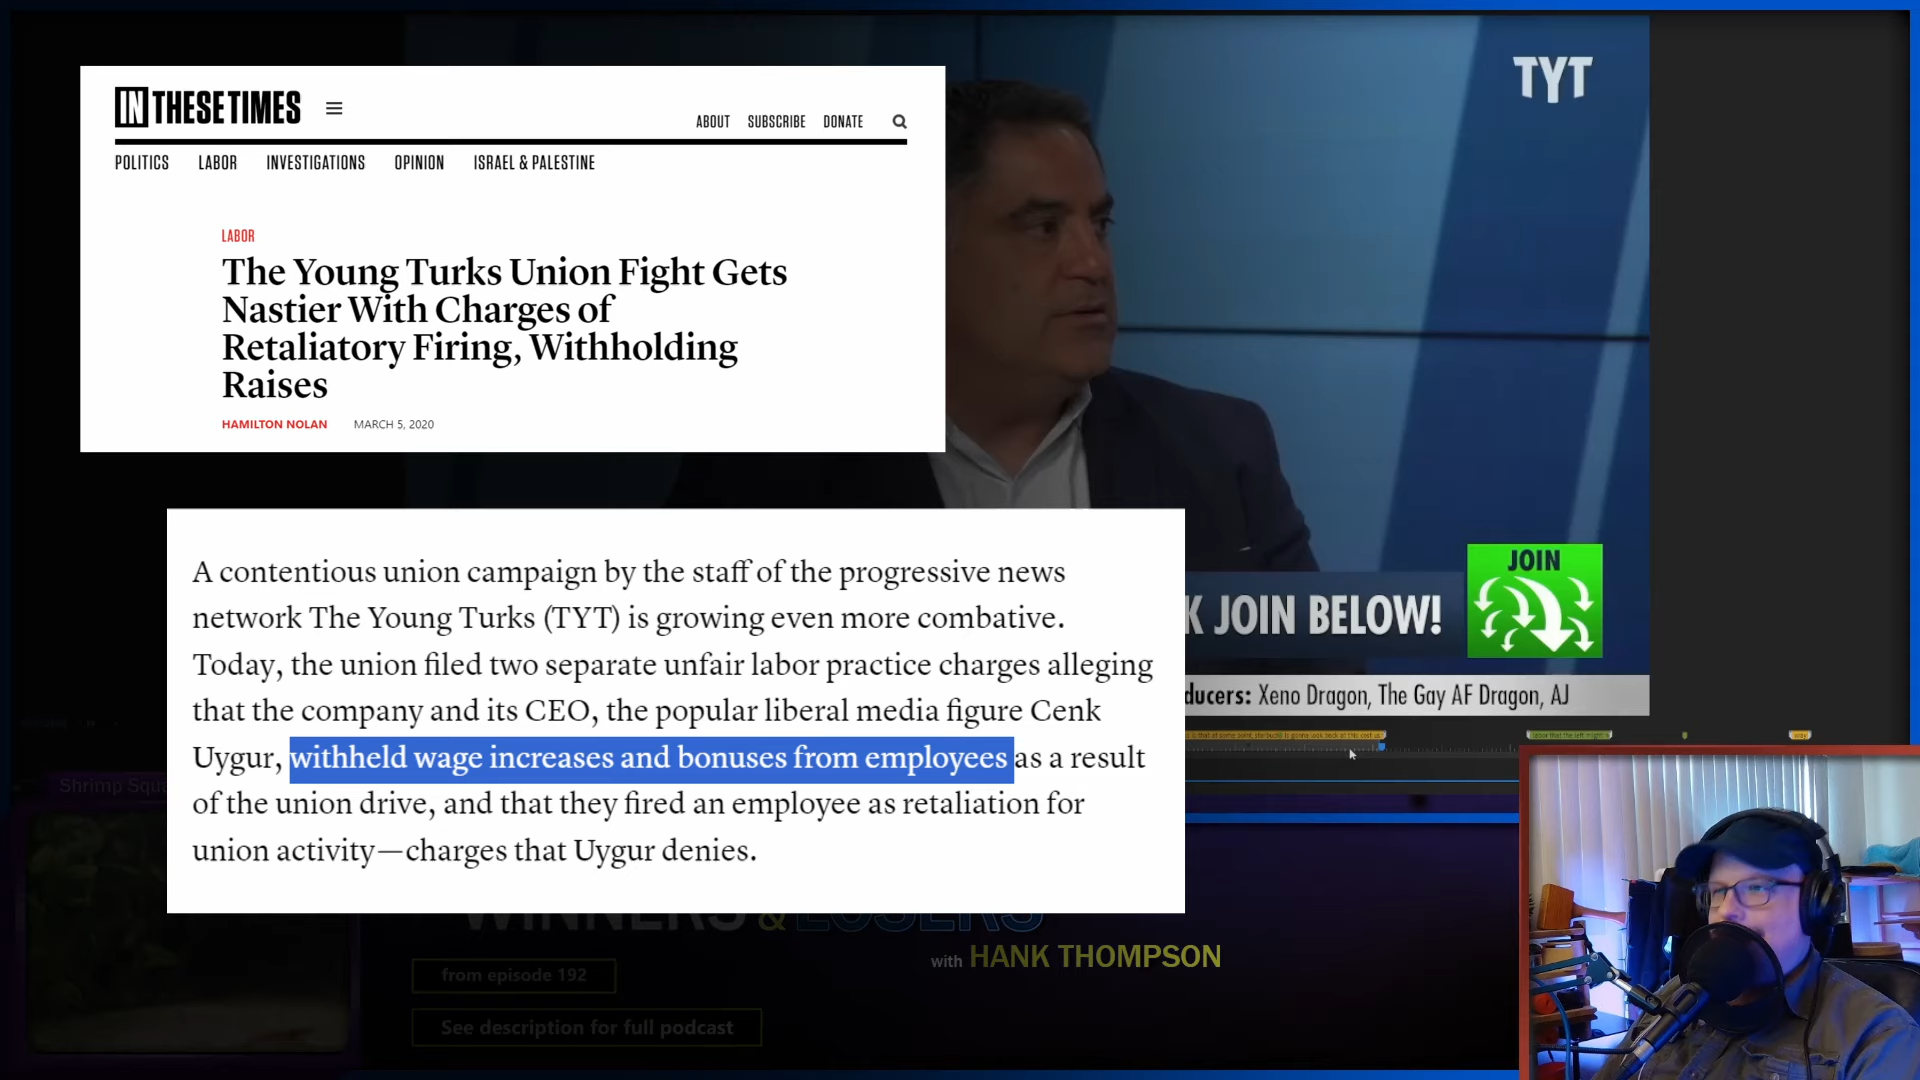 IN THESE TIMES
ABOUT SUBSCRIBE DONATE
POLITICS LABOR INVESTIGATIONS OPINION ISRAEL & PALESTINE
LABOR
The Young Turks Union Fight Gets
Nastier With Charges of
Retaliatory Firing, Withholding
Raises
HAMILTON NOLAN MARCH 5, 2020
TYT
A contentious union campaign by the staff of the progressive news
network The Young Turks (TYT) is growing even more combative.
Today, the union filed two separate unfair labor practice charges alleging
that the company and its CEO, the popular liberal media figure Cenk
Uygur, withheld wage increases and bonuses from employees as a result
of the union drive, and that they fired an employee as retaliation for
union activity—charges that Uygur denies.
JOIN
K JOIN BELOW!
ducers: Xeno Dragon, The Gay AF Dragon, AJ
Shrimp Squa
WINNERS & LOSERS
with HANK THOMPSON
from episode 192
See description for full podcast